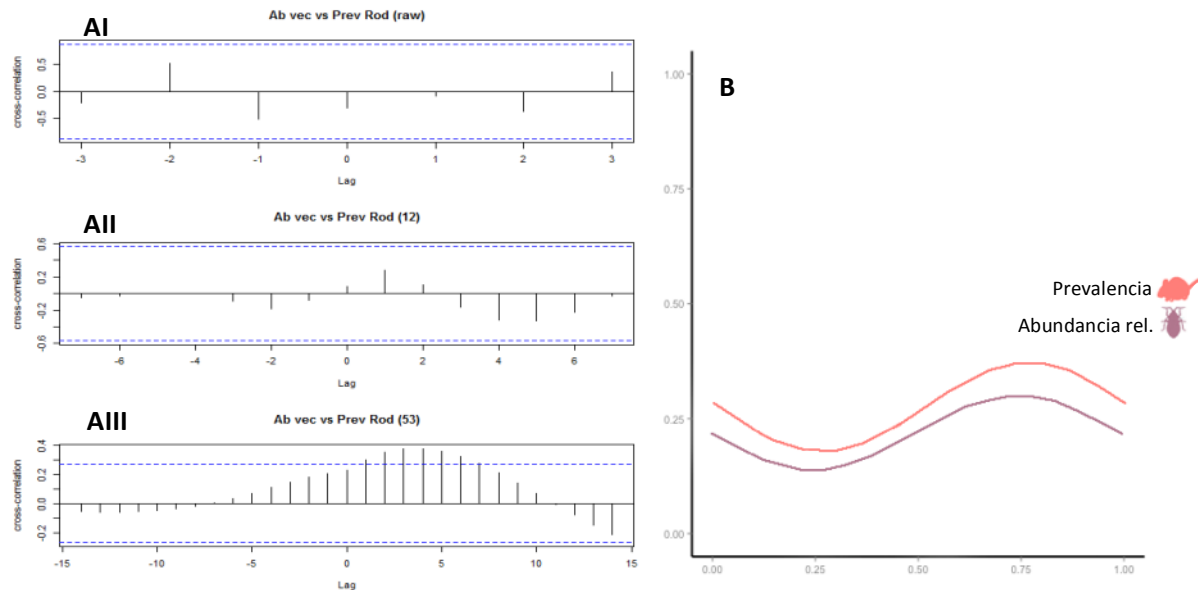 AI
Ab vec vs Prev Rod (raw)
cross-correlation
0.5
0.0
-0.5
-3
-2
-1
0
1
2
3
Lag
AII
Ab vec vs Prev Rod (12)
cross-correlation
0.6
0.2
-0.2
-0.6
-6
-4
-2
0
2
4
6
Lag
AIII
Ab vec vs Prev Rod (53)
cross-correlation
0.4
0.2
0.0
-0.2
-15
-10
-5
0
5
10
15
Lag
B
1.00
0.75
0.50
0.25
0.00
0.00
0.25
0.50
0.75
1.00
Prevalencia
Abundancia rel.